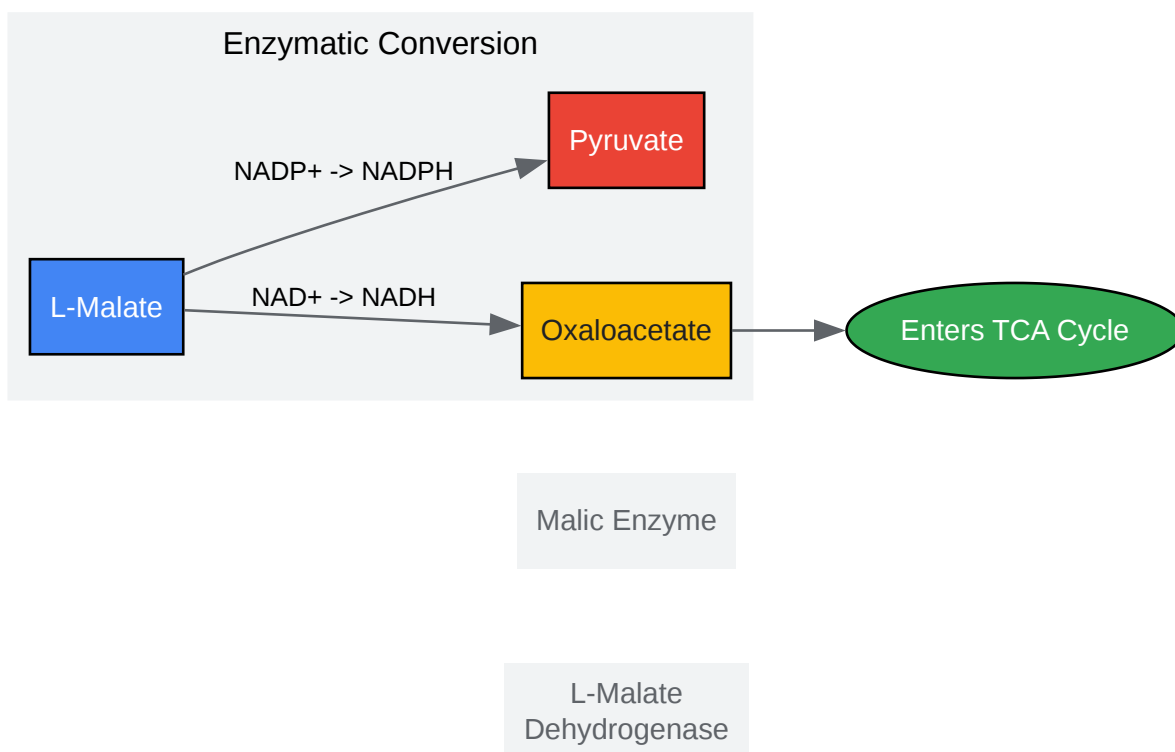 Enzymatic Conversion
Pyruvate
NADP+ -> NADPH
L-Malate
NAD+ -> NADH
Oxaloacetate
Enters TCA Cycle
Malic Enzyme
L-Malate
Dehydrogenase